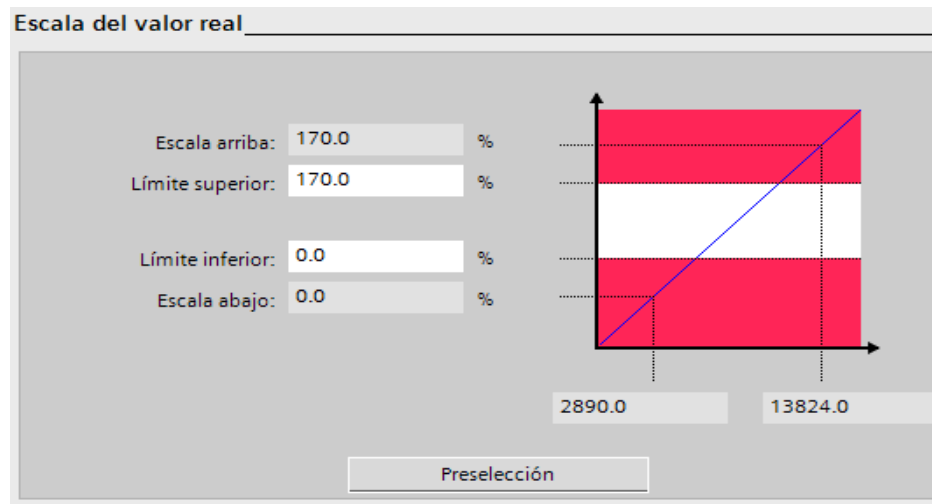 Escala del valor real
Escala arriba: 170.0 %
Límite superior: 170.0 %
Límite inferior: 0.0 %
Escala abajo: 0.0 %
2890.0 13824.0
Preselección